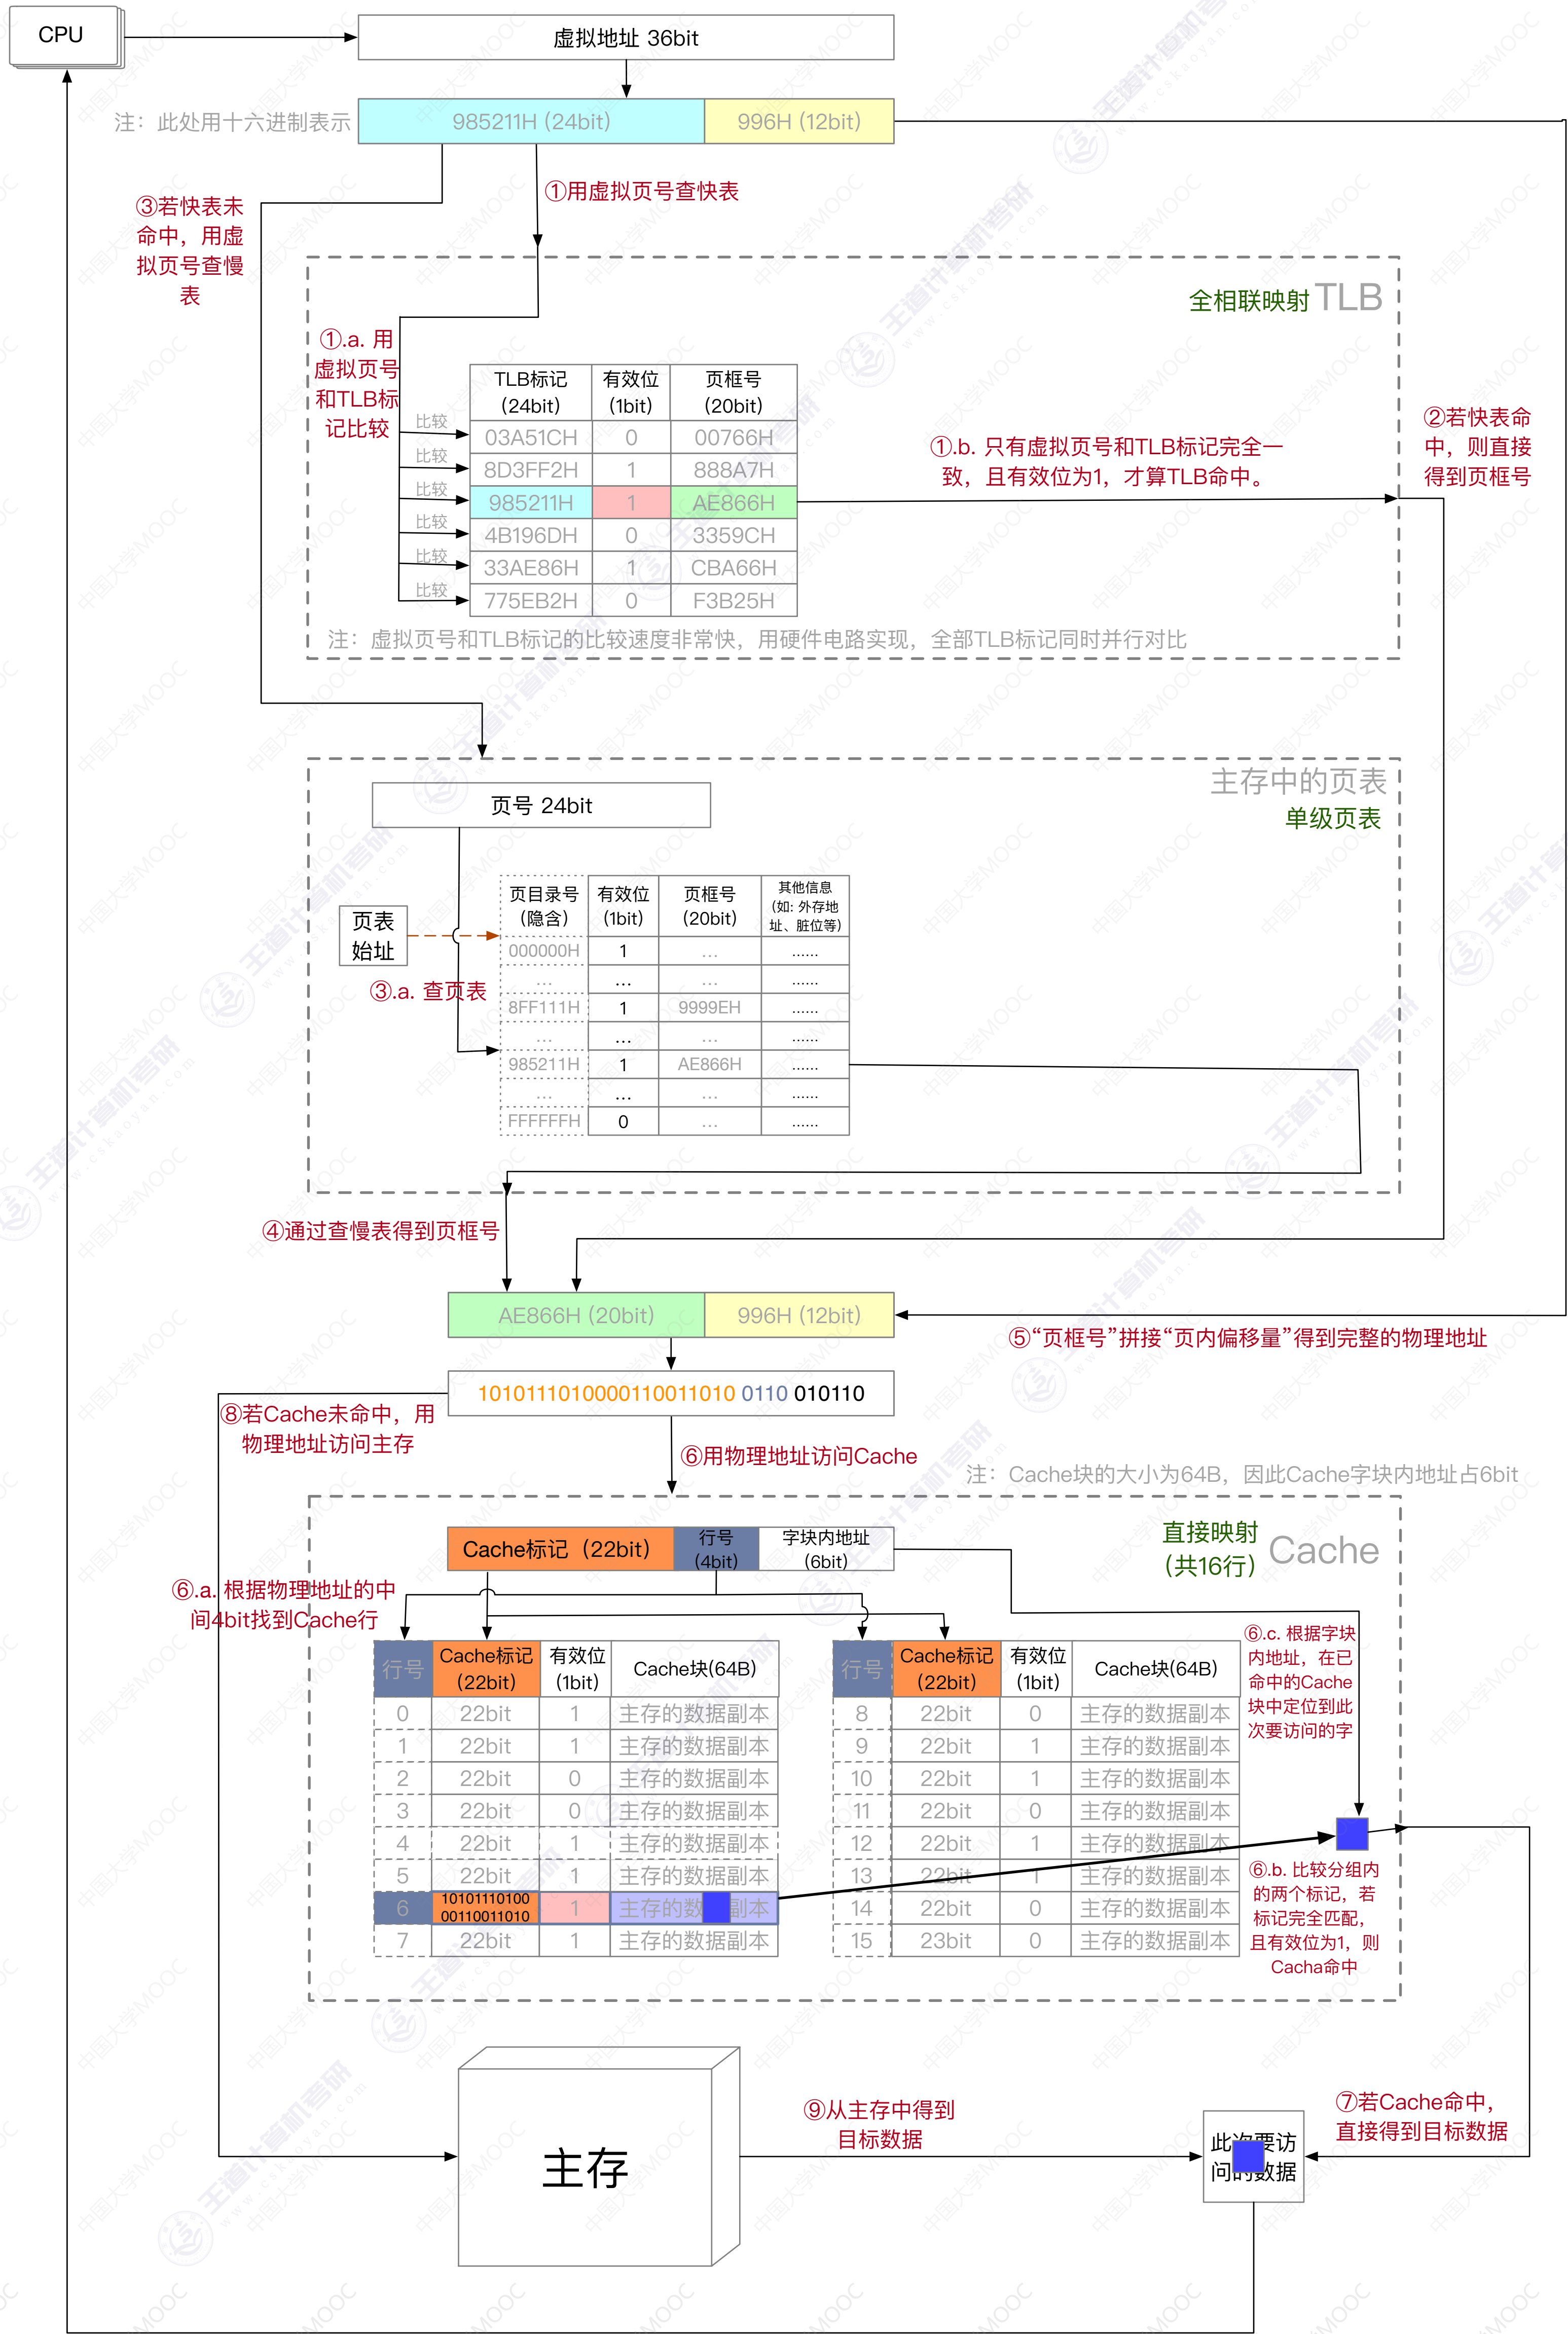 CPU
虚拟地址 36bit
注：此处用十六进制表示
985211H (24bit)
996H (12bit)
③若快表未
命中，用虚
拟页号查慢
表
①用虚拟页号查快表
全相联映射 TLB
①.a. 用
虚拟页号
和TLB标
记比较
TLB标记
(24bit)
有效位
(1bit)
页框号
(20bit)
比较
03A51CH 0 00766H
比较
8D3FF2H 1 888A7H
比较
985211H 1 AE866H
比较
4B196DH 0 3359CH
比较
33AE86H 1 CBA66H
比较
775EB2H 0 F3B25H
①.b. 只有虚拟页号和TLB标记完全一
致，且有效位为1，才算TLB命中。
②若快表命
中，则直接
得到页框号
注：虚拟页号和TLB标记的比较速度非常快，用硬件电路实现，全部TLB标记同时并行对比
主存中的页表
单级页表
页号 24bit
页表
始址
③.a. 查页表
页目录号
(隐含)
有效位
(1bit)
页框号
(20bit)
其他信息
(如: 外存地
址、脏位等)
000000H 1 ... ......
... ... ... ......
8FF111H 1 9999EH ......
... ... ... ......
985211H 1 AE866H ......
... ... ... ......
FFFFFFH 0 ... ......
④通过查慢表得到页框号
AE866H (20bit)
996H (12bit)
⑤“页框号”拼接“页内偏移量”得到完整的物理地址
1010111010000110011010 0110 010110
⑧若Cache未命中，用
物理地址访问主存
⑥用物理地址访问Cache
注：Cache块的大小为64B，因此Cache字块内地址占6bit
直接映射
(共16行)
Cache
Cache标记（22bit）
行号
(4bit)
字块内地址
(6bit)
⑥.a. 根据物理地址的中
间4bit找到Cache行
行号
Cache标记
(22bit)
有效位
(1bit)
Cache块(64B)
0 22bit 1 主存的数据副本
1 22bit 1 主存的数据副本
2 22bit 0 主存的数据副本
3 22bit 0 主存的数据副本
4 22bit 1 主存的数据副本
5 22bit 1 主存的数据副本
6 10101110100 1 主存的数 副本
00110011010
7 22bit 1 主存的数据副本
行号
Cache标记
(22bit)
有效位
(1bit)
Cache块(64B)
8 22bit 0 主存的数据副本
9 22bit 1 主存的数据副本
10 22bit 1 主存的数据副本
11 22bit 0 主存的数据副本
12 22bit 1 主存的数据副本
13 22bit 1 主存的数据副本
14 22bit 0 主存的数据副本
15 23bit 0 主存的数据副本
⑥.c. 根据字块
内地址，在已
命中的Cache
块中定位到此
次要访问的字
⑥.b. 比较分组内
的两个标记，若
标记完全匹配，
且有效位为1，则
Cacha命中
主存
⑨从主存中得到
目标数据
此次要访
问的数据
⑦若Cache命中，
直接得到目标数据
王道计算机考研
www.cskaoyan.com
中国大学MOOC